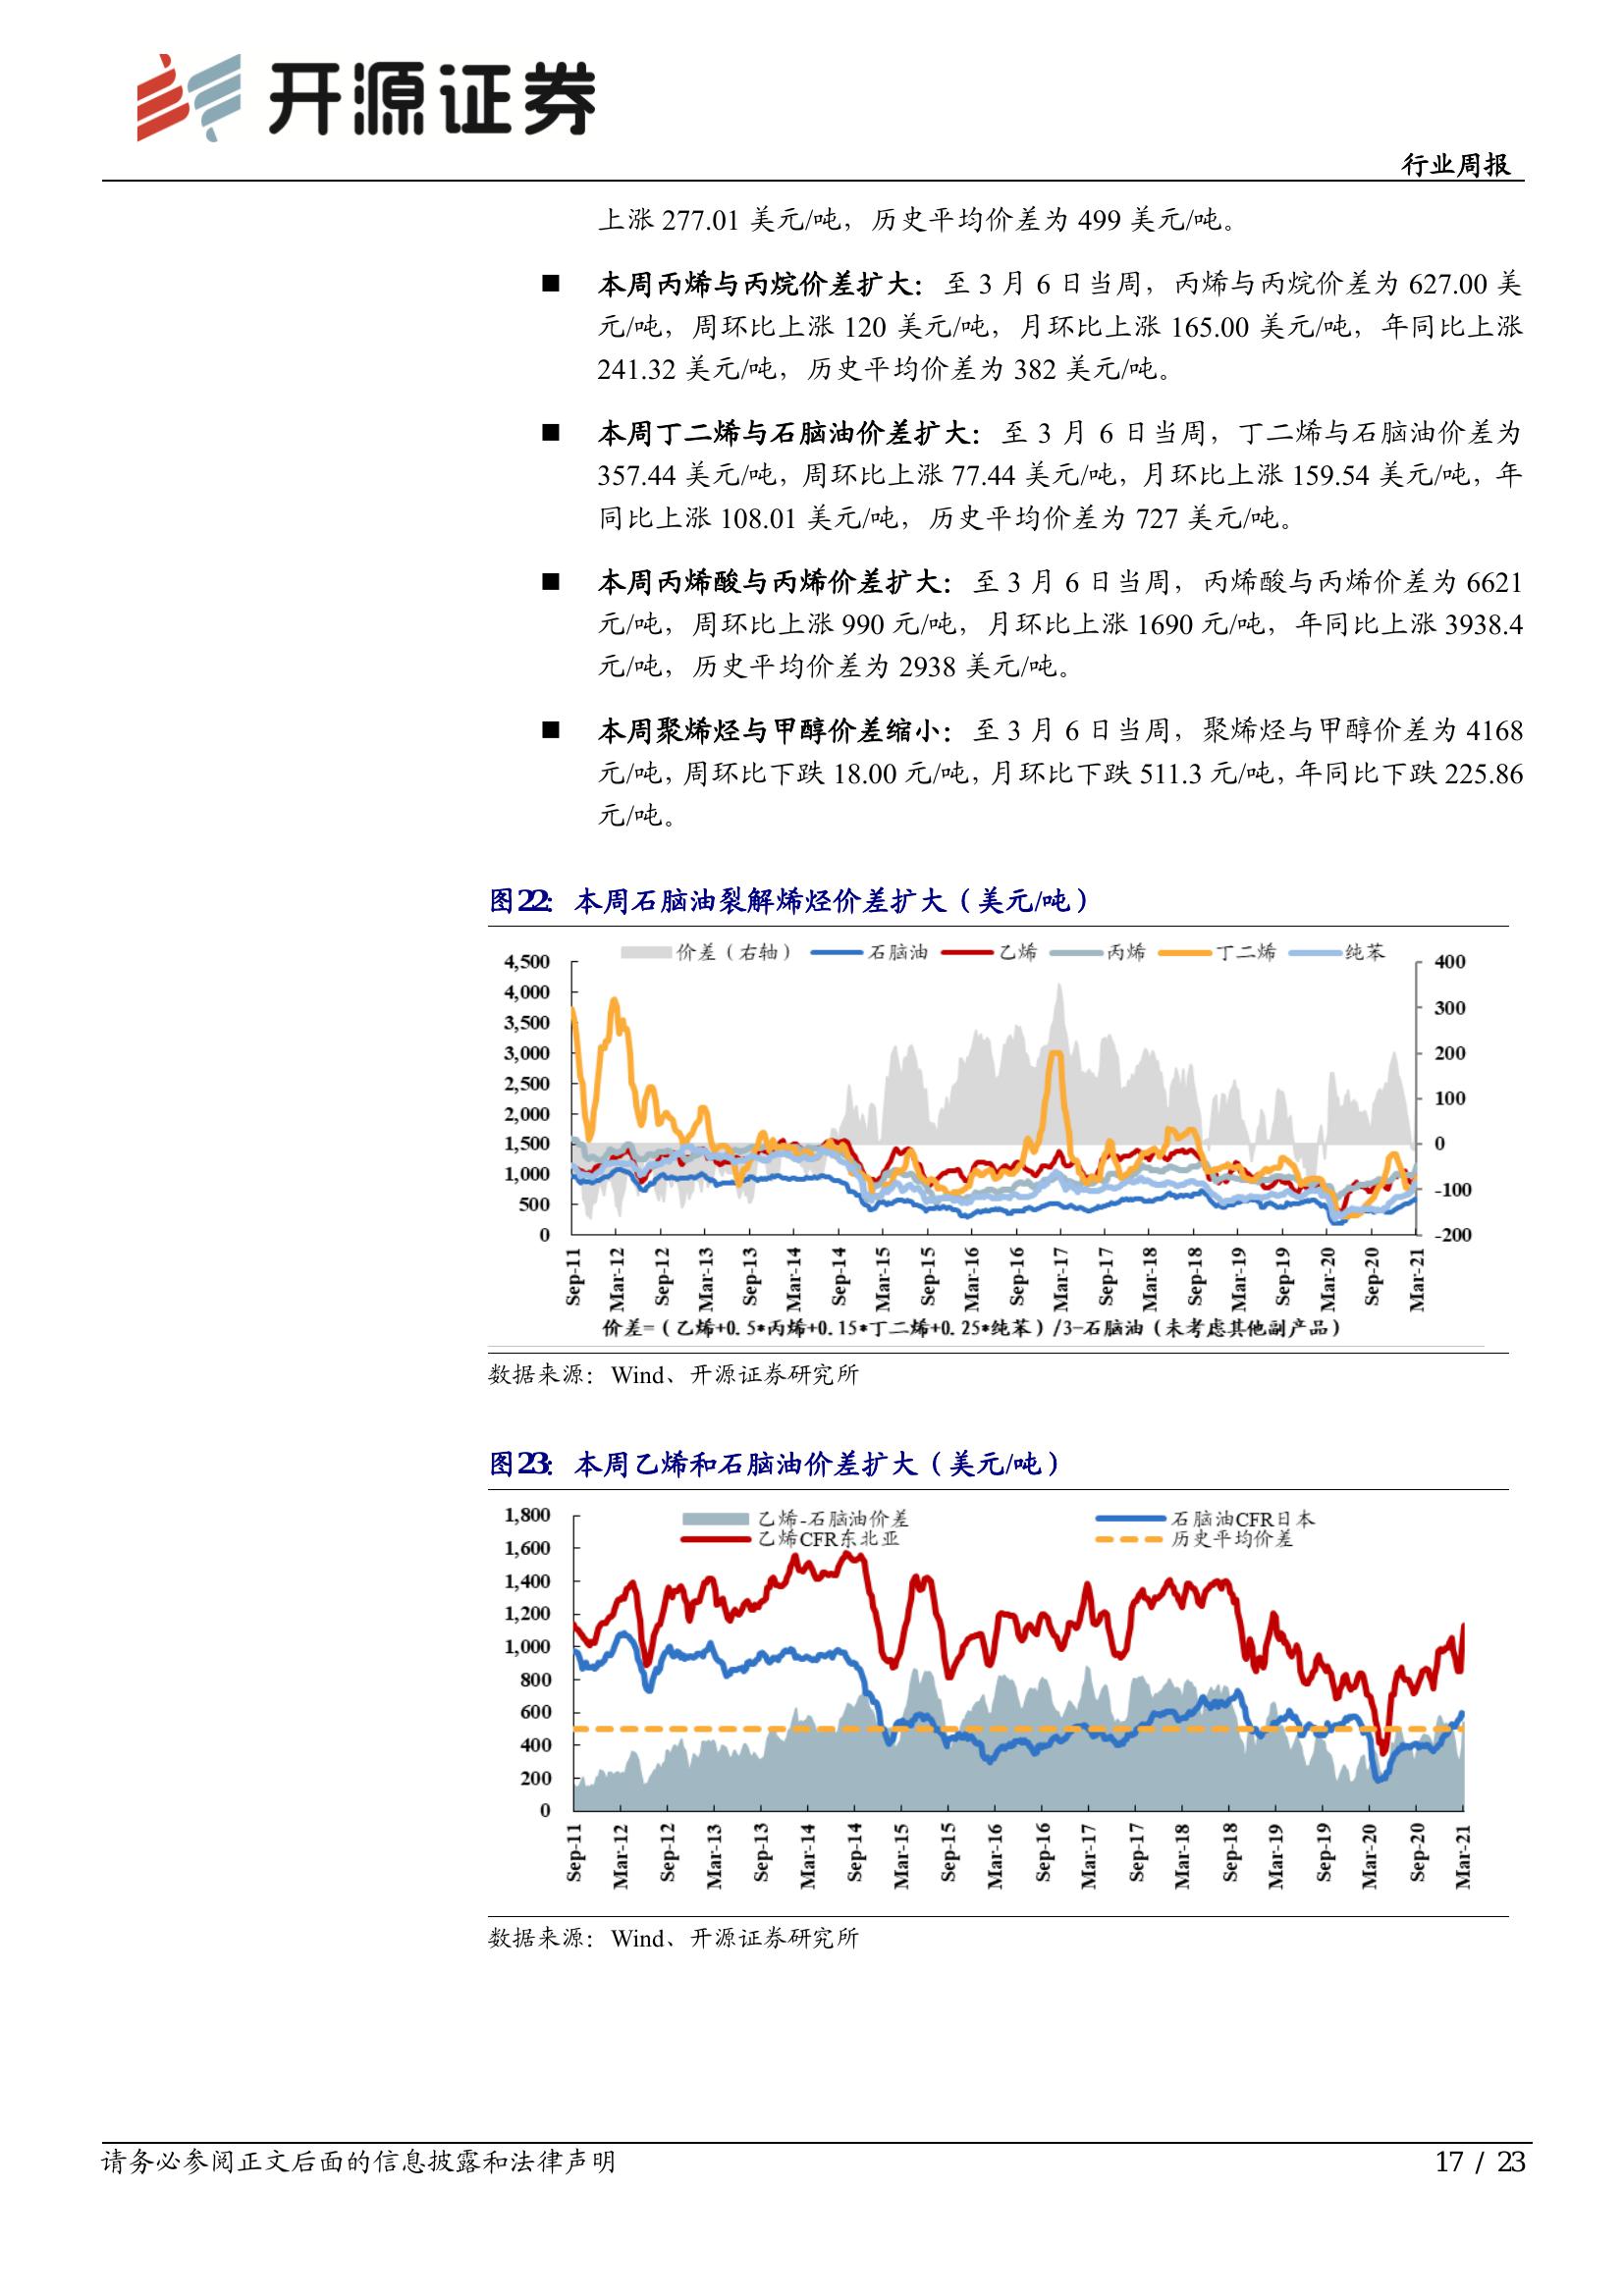 开源证券
行业周报
上涨 277.01 美元/吨，历史平均价差为 499 美元/吨。
■ 本周丙烯与丙烷价差扩大：至 3 月 6 日当周，丙烯与丙烷价差为 627.00 美
元/吨，周环比上涨 120 美元/吨，月环比上涨 165.00 美元/吨，年同比上涨
241.32 美元/吨，历史平均价差为 382 美元/吨。
■ 本周丁二烯与石脑油价差扩大：至 3 月 6 日当周，丁二烯与石脑油价差为
357.44 美元/吨，周环比上涨 77.44 美元/吨，月环比上涨 159.54 美元/吨，年
同比上涨 108.01 美元/吨，历史平均价差为 727 美元/吨。
■ 本周丙烯酸与丙烯价差扩大：至 3 月 6 日当周，丙烯酸与丙烯价差为 6621
元/吨，周环比上涨 990 元/吨，月环比上涨 1690 元/吨，年同比上涨 3938.4
元/吨，历史平均价差为 2938 美元/吨。
■ 本周聚烯烃与甲醇价差缩小：至 3 月 6 日当周，聚烯烃与甲醇价差为 4168
元/吨，周环比下跌 18.00 元/吨，月环比下跌 511.3 元/吨，年同比下跌 225.86
元/吨。
图22：本周石脑油裂解烯烃价差扩大（美元/吨）
价差（右轴） 石脑油 乙烯 丙烯 丁二烯 纯苯
4,500 400
4,000 300
3,500
3,000 200
2,500
2,000 100
1,500 0
1,000
500 -100
0 -200
Sep-11 Mar-12 Sep-12 Mar-13 Sep-13 Mar-14 Sep-14 Mar-15 Sep-15 Mar-16 Sep-16 Mar-17 Sep-17 Mar-18 Sep-18 Mar-19 Sep-19 Mar-20 Sep-20 Mar-21
价差=（乙烯+0.5*丙烯+0.15*丁二烯+0.25*纯苯）/3-石脑油（未考虑其他副产品）
数据来源：Wind、开源证券研究所
图23：本周乙烯和石脑油价差扩大（美元/吨）
乙烯-石脑油价差 石脑油CFR日本
乙烯CFR东北亚 历史平均价差
1,800
1,600
1,400
1,200
1,000
800
600
400
200
0
Sep-11 Mar-12 Sep-12 Mar-13 Sep-13 Mar-14 Sep-14 Mar-15 Sep-15 Mar-16 Sep-16 Mar-17 Sep-17 Mar-18 Sep-18 Mar-19 Sep-19 Mar-20 Sep-20 Mar-21
数据来源：Wind、开源证券研究所
请务必参阅正文后面的信息披露和法律声明
17 / 23